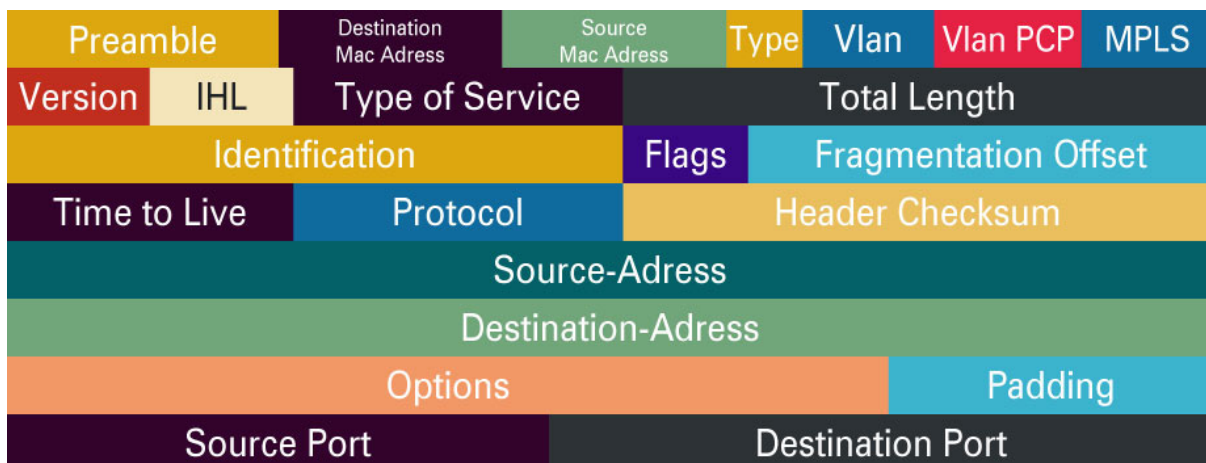 Preamble Destination Mac Adress Source Mac Adress Type Vlan Vlan PCP MPLS
Version IHL Type of Service Total Length
Identification Flags Fragmentation Offset
Time to Live Protocol Header Checksum
Source-Adress
Destination-Adress
Options Padding
Source Port Destination Port